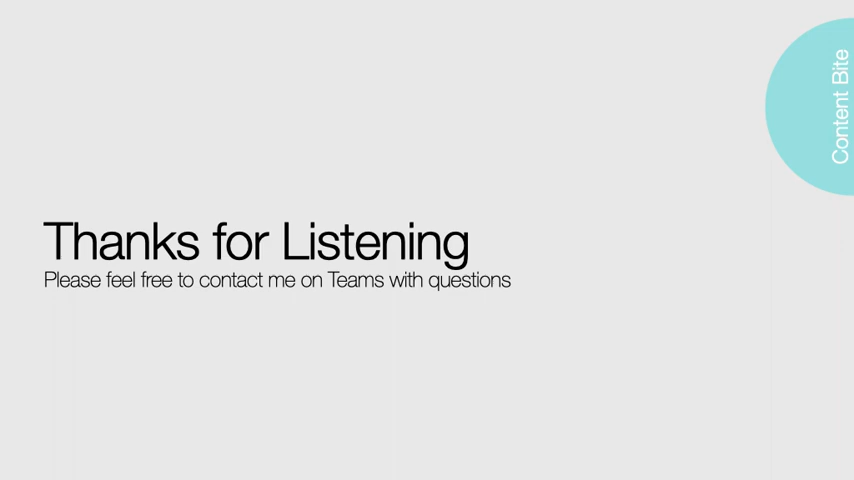 Content Bite
Thanks for Listening
Please feel free to contact me on Teams with questions